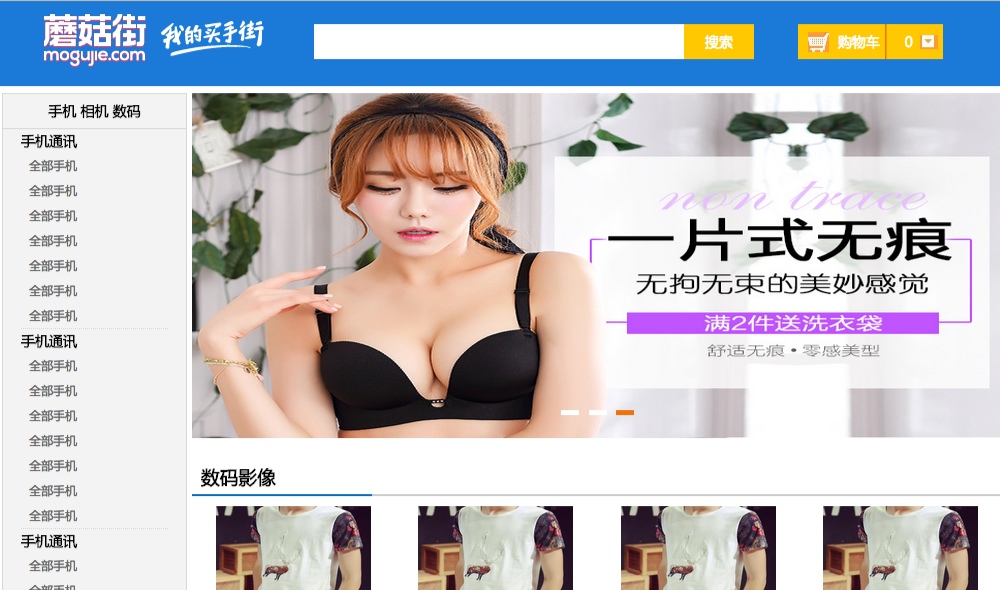 蘑菇街
mogujie.com
我的买手街
搜索
购物车 0
手机 相机 数码
手机通讯
全部手机
全部手机
全部手机
全部手机
全部手机
全部手机
全部手机
手机通讯
全部手机
全部手机
全部手机
全部手机
全部手机
全部手机
全部手机
手机通讯
全部手机
全部手机
non trace
一片式无痕
无拘无束的美妙感觉
满2件送洗衣袋
舒适无痕•零感美型
数码影像